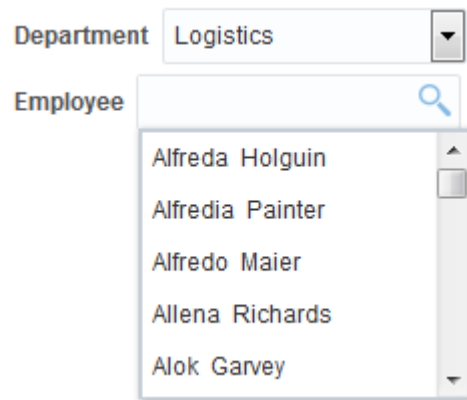 Department Logistics
Employee
Alfreda Holguin
Alfredia Painter
Alfredo Maier
Allena Richards
Alok Garvey